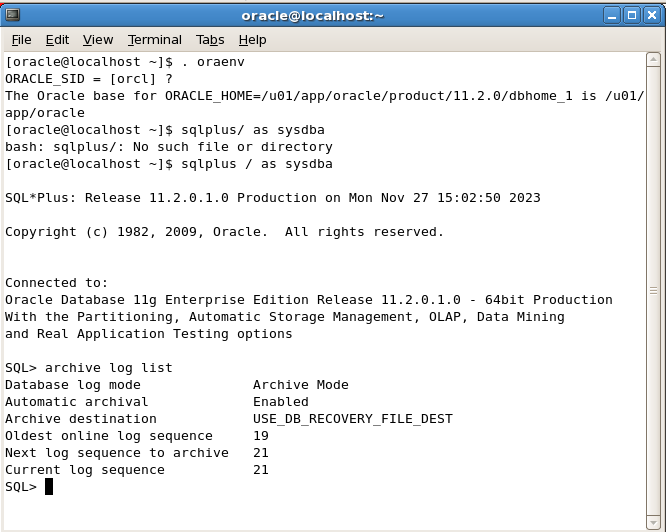 oracle@localhost:~
File Edit View Terminal Tabs Help
[oracle@localhost ~]$ . oraenv
ORACLE_SID = [orcl] ?
The Oracle base for ORACLE_HOME=/u01/app/oracle/product/11.2.0/dbhome_1 is /u01/
app/oracle
[oracle@localhost ~]$ sqlplus/ as sysdba
bash: sqlplus/: No such file or directory
[oracle@localhost ~]$ sqlplus / as sysdba
SQL*Plus: Release 11.2.0.1.0 Production on Mon Nov 27 15:02:50 2023
Copyright (c) 1982, 2009, Oracle.  All rights reserved.
Connected to:
Oracle Database 11g Enterprise Edition Release 11.2.0.1.0 - 64bit Production
With the Partitioning, Automatic Storage Management, OLAP, Data Mining
and Real Application Testing options
SQL> archive log list
Database log mode              Archive Mode
Automatic archival             Enabled
Archive destination            USE_DB_RECOVERY_FILE_DEST
Oldest online log sequence     19
Next log sequence to archive   21
Current log sequence           21
SQL>